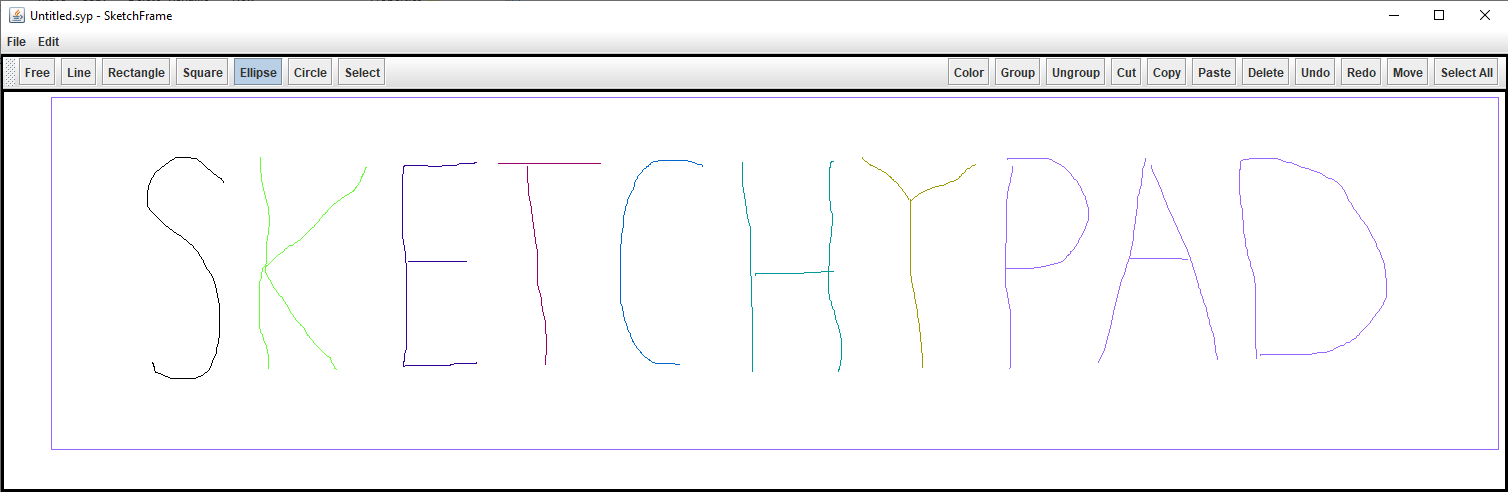 Untitled.syp - SketchFrame
File Edit
Free Line Rectangle Square Ellipse Circle Select Color Group Ungroup Cut Copy Paste Delete Undo Redo Move Select All
SKETCHYPAD